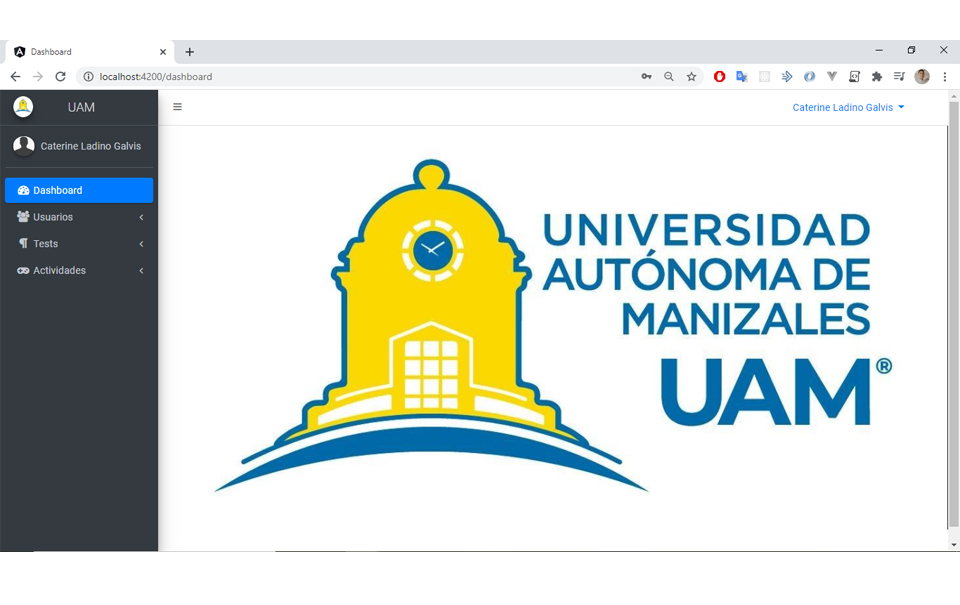 Dashboard
localhost:4200/dashboard
UAM
Caterine Ladino Galvis
Caterine Ladino Galvis
Dashboard
Usuarios
Tests
Actividades
UNIVERSIDAD
AUTÓNOMA DE
MANIZALES
UAM®